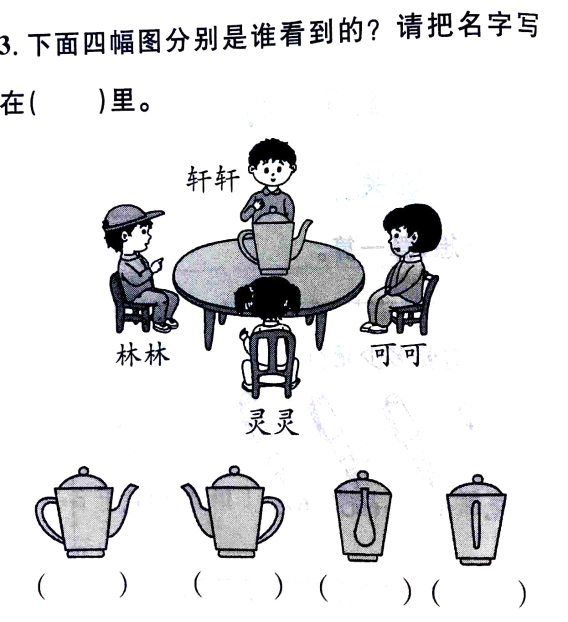 3. 下面四幅图分别是谁看到的？请把名字写
在(　　)里。
轩轩
林林
可可
灵灵
(　　) (　　) (　　) (　　)